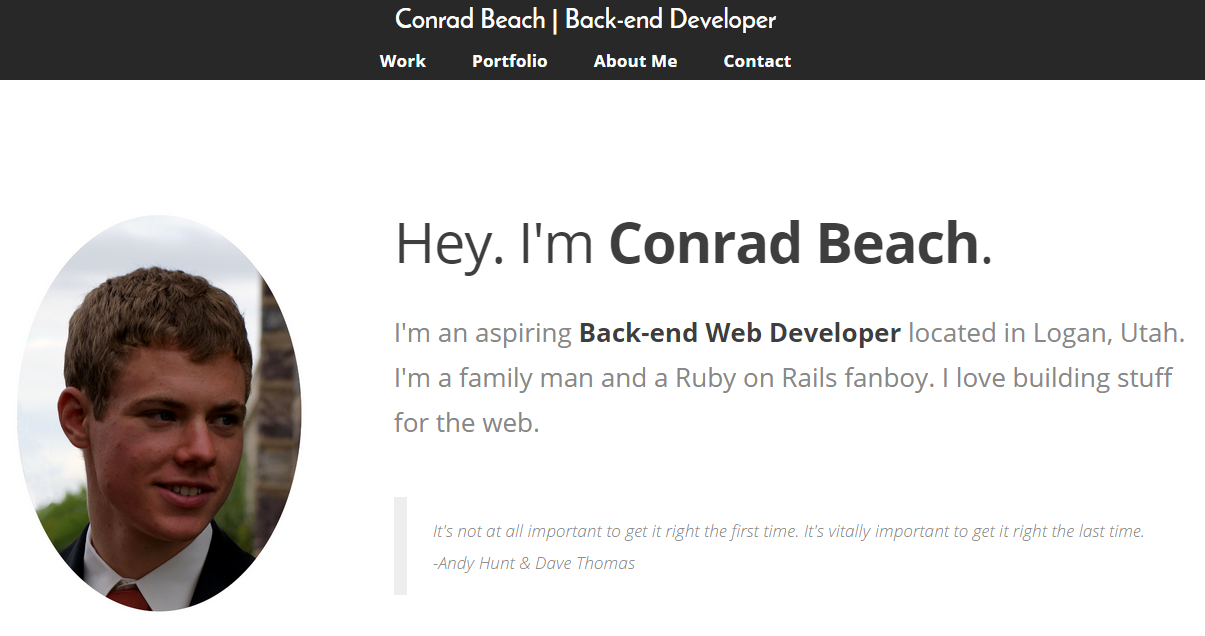 Conrad Beach | Back-end Developer
Work Portfolio About Me Contact
Hey. I'm Conrad Beach.
I'm an aspiring Back-end Web Developer located in Logan, Utah.
I'm a family man and a Ruby on Rails fanboy. I love building stuff
for the web.
It's not at all important to get it right the first time. It's vitally important to get it right the last time.
-Andy Hunt & Dave Thomas